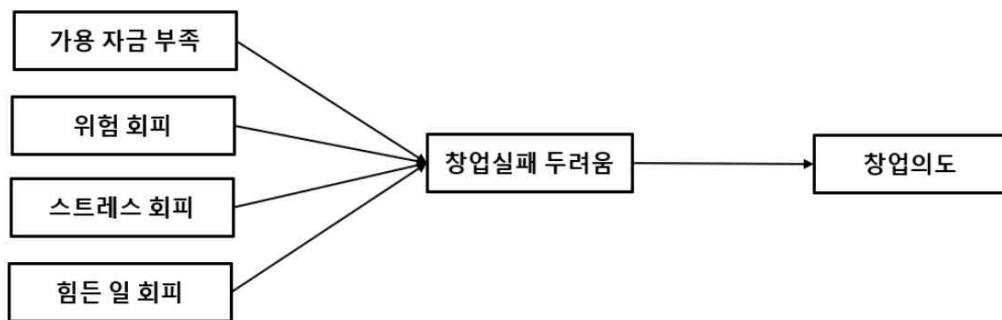 가용 자금 부족
위험 회피
스트레스 회피
힘든 일 회피
창업실패 두려움
창업의도